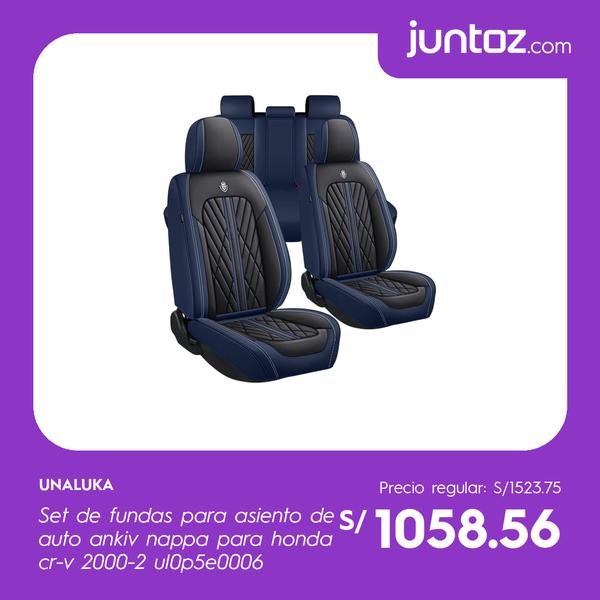 juntoz.com
UNALUKA
Set de fundas para asiento de
auto ankiv nappa para honda
cr-v 2000-2 ul0p5e0006
Precio regular: S/1523.75
S/ 1058.56